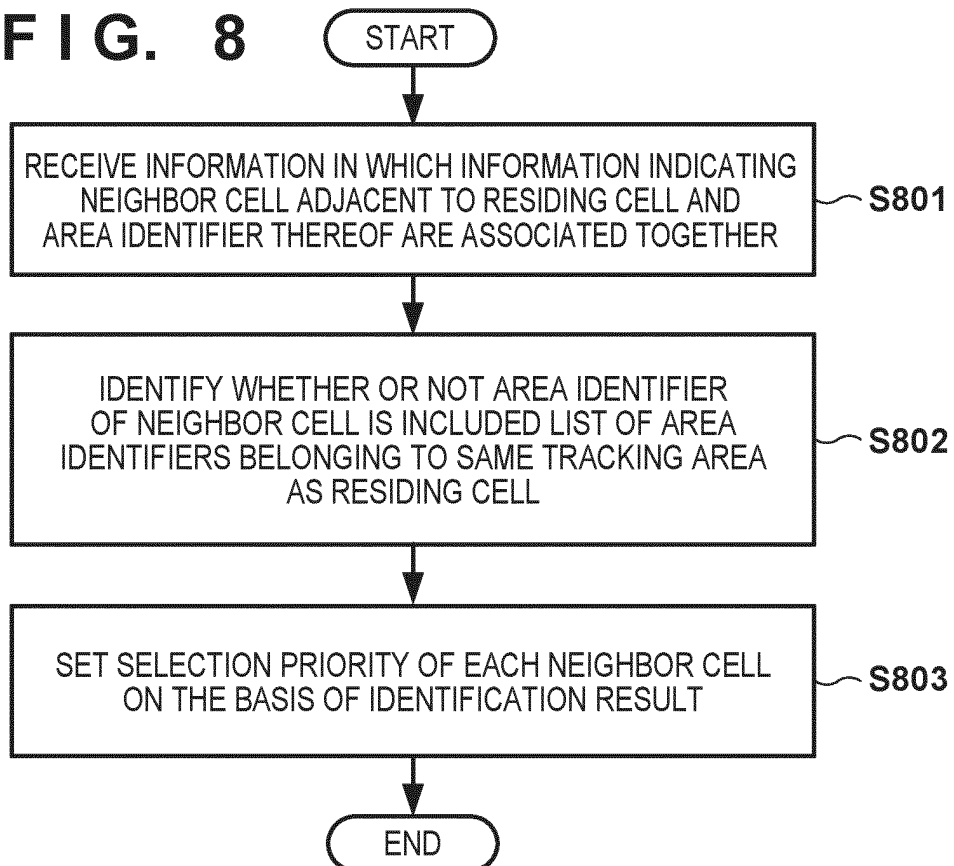 FIG. 8
START
RECEIVE INFORMATION IN WHICH INFORMATION INDICATING
NEIGHBOR CELL ADJACENT TO RESIDING CELL AND
AREA IDENTIFIER THEREOF ARE ASSOCIATED TOGETHER
S801
IDENTIFY WHETHER OR NOT AREA IDENTIFIER
OF NEIGHBOR CELL IS INCLUDED LIST OF AREA
IDENTIFIERS BELONGING TO SAME TRACKING AREA
AS RESIDING CELL
S802
SET SELECTION PRIORITY OF EACH NEIGHBOR CELL
ON THE BASIS OF IDENTIFICATION RESULT
S803
END